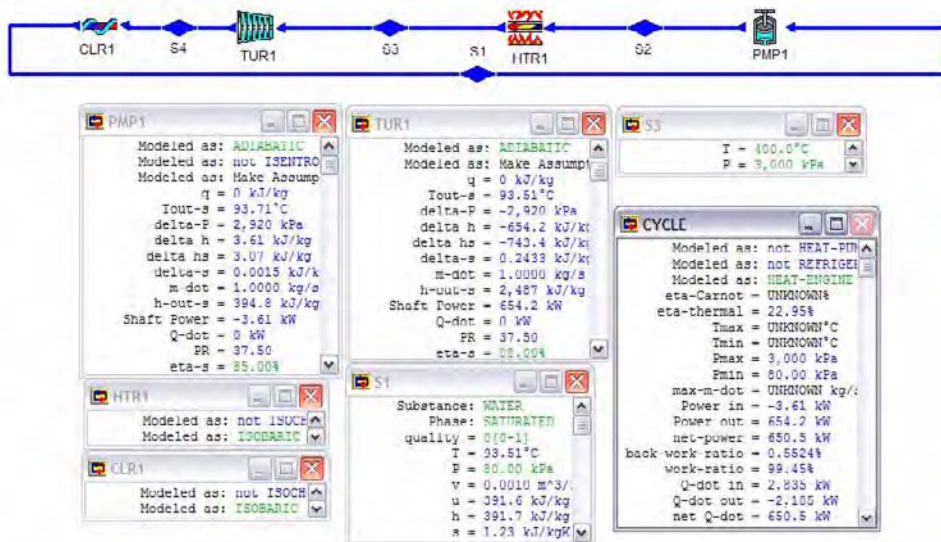 CLR1 S4 TUR1 S3 S1 HTR1 S2 PMP1
PMP1
Modeled as: ADIABATIC
Modeled as: not ISENTRO
Modeled as: Make Assump
q = 0 kJ/kg
Tout-s = 93.71°C
delta-P = 2,920 kPa
delta h = 3.61 kJ/kg
delta hs = 3.07 kJ/kg
delta-s = 0.0015 kJ/k
m-dot = 1.0000 kg/s
h-out-s = 394.8 kJ/kg
Shaft Power = -3.61 kW
Q-dot = 0 kW
PR = 37.50
eta-s = 85.00%
TUR1
Modeled as: ADIABATIC
Modeled as: Make Assump
q = 0 kJ/kg
Tout-s = 93.51°C
delta-P = -2,920 kPa
delta h = -654.2 kJ/k
delta hs = -743.4 kJ/k
delta-s = 0.2433 kJ/k
m-dot = 1.0000 kg/s
h-out-s = 2,487 kJ/kg
Shaft Power = 654.2 kW
Q-dot = 0 kW
PR = 37.50
eta-s = 88.00%
S3
T = 400.0°C
P = 3,000 kPa
CYCLE
Modeled as: not HEAT-PUM
Modeled as: not REFRIGE
Modeled as: HEAT-ENGINE
eta-Carnot = UNKNOWN%
eta-thermal = 22.95%
Tmax = UNKNOWN°C
Tmin = UNKNOWN°C
Pmax = 3,000 kPa
Pmin = 80.00 kPa
max-m-dot = UNKNOWN kg/
Power in = -3.61 kW
Power out = 654.2 kW
net-power = 650.5 kW
back work-ratio = 0.5524%
work-ratio = 99.45%
Q-dot in = 2,835 kW
Q-dot out = -2,185 kW
net Q-dot = 650.5 kW
HTR1
Modeled as: not ISOCH
Modeled as: ISOBARIC
CLR1
Modeled as: not ISOCH
Modeled as: ISOBARIC
S1
Substance: WATER
Phase: SATURATED
quality = 0[0-1]
T = 93.51°C
P = 80.00 kPa
v = 0.0010 m^3/
u = 391.6 kJ/kg
h = 391.7 kJ/kg
s = 1.23 kJ/kgK